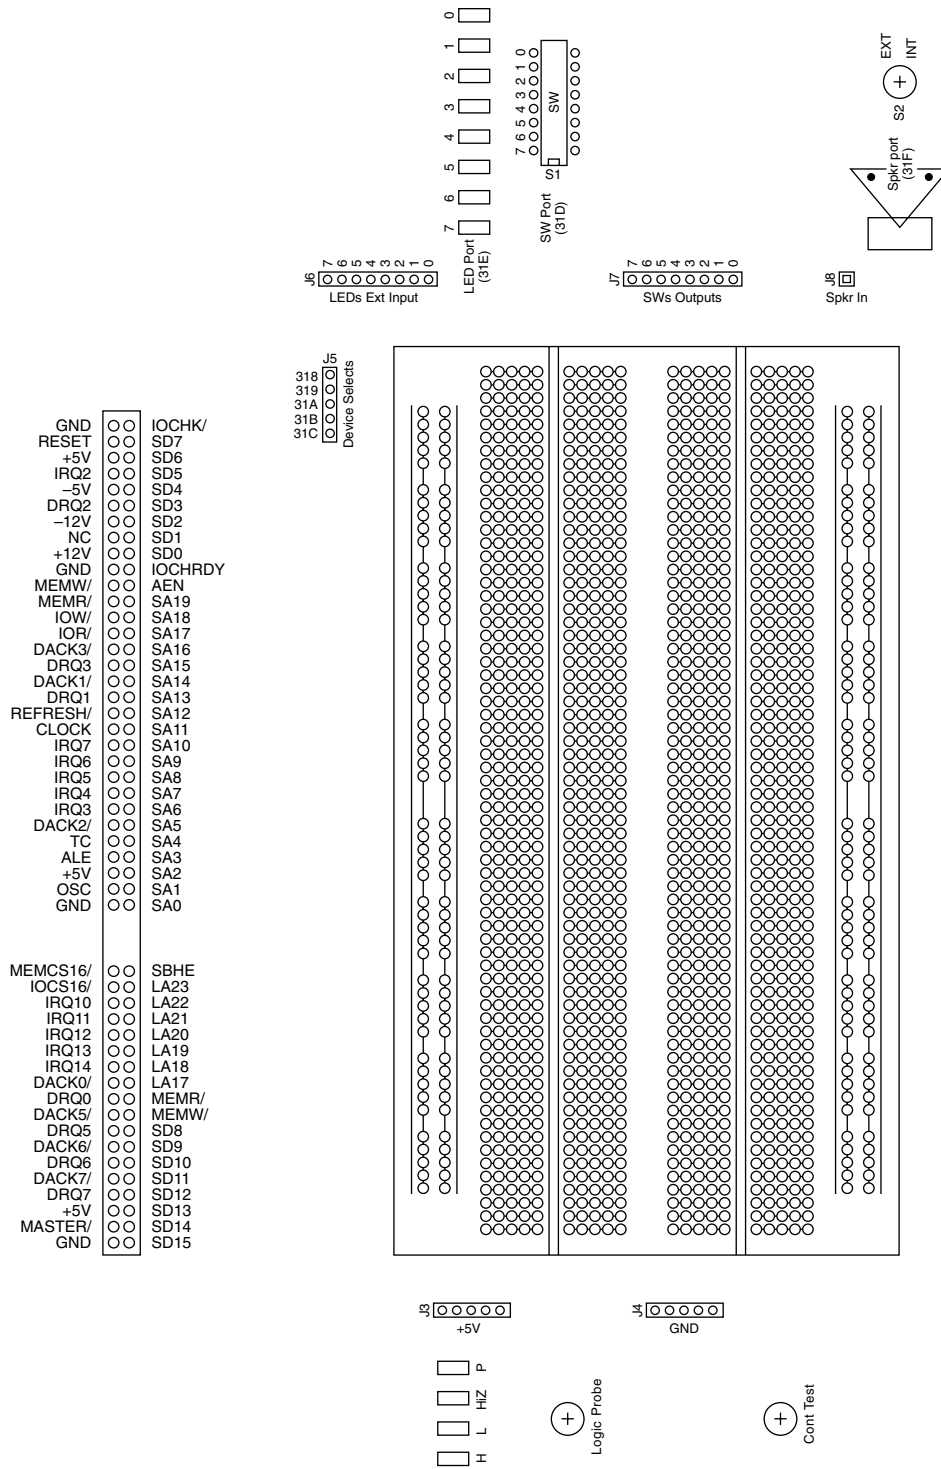 0
1
2
3
4
5
6
7
LED Port
(31E)
0
1
2
3
4
5
6
7
SW
S1
SW Port
(31D)
EXT
INT
S2
Spkr port
(31F)
J6
7
6
5
4
3
2
1
0
LEDs Ext Input
J7
7
6
5
4
3
2
1
0
SWs Outputs
J8
Spkr In
J5
318
319
31A
31B
31C
Device Selects
GND IOCHK/
RESET SD7
+5V SD6
IRQ2 SD5
–5V SD4
DRQ2 SD3
–12V SD2
NC SD1
+12V SD0
GND IOCHRDY
MEMW/ AEN
MEMR/ SA19
IOW/ SA18
IOR/ SA17
DACK3/ SA16
DRQ3 SA15
DACK1/ SA14
DRQ1 SA13
REFRESH/ SA12
CLOCK SA11
IRQ7 SA10
IRQ6 SA9
IRQ5 SA8
IRQ4 SA7
IRQ3 SA6
DACK2/ SA5
TC SA4
ALE SA3
+5V SA2
OSC SA1
GND SA0
MEMCS16/ SBHE
IOCS16/ LA23
IRQ10 LA22
IRQ11 LA21
IRQ12 LA20
IRQ13 LA19
IRQ14 LA18
DACK0/ LA17
DRQ0 MEMR/
DACK5/ MEMW/
DRQ5 SD8
DACK6/ SD9
DRQ6 SD10
DACK7/ SD11
DRQ7 SD12
+5V SD13
MASTER/ SD14
GND SD15
J3
+5V
J4
GND
P
HiZ
L
H
Logic Probe
Cont Test